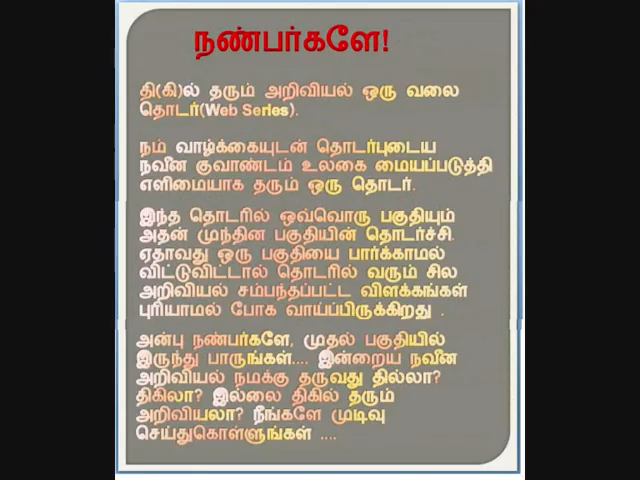 நண்பர்களே!
தி(கி)ல் தரும் அறிவியல் ஒரு வலை
தொடர்(Web Series).
நம் வாழ்க்கையுடன் தொடர்புடைய
நவீன குவாண்டம் உலகை மையப்படுத்தி
எளிமையாக தரும் ஒரு தொடர்.
இந்த தொடரில் ஒவ்வொரு பகுதியும்
அதன் முந்தின பகுதியின் தொடர்ச்சி.
ஏதாவது ஒரு பகுதியை பார்க்காமல்
விட்டுவிட்டால் தொடரில் வரும் சில
அறிவியல் சம்பந்தப்பட்ட விளக்கங்கள்
புரியாமல் போக வாய்ப்பிருக்கிறது .
அன்பு நண்பர்களே, முதல் பகுதியில்
இருந்து பாருங்கள்.... இன்றைய நவீன
அறிவியல் நமக்கு தருவது தில்லா?
திகிலா? இல்லை திகில் தரும்
அறிவியலா? நீங்களே முடிவு
செய்துகொள்ளுங்கள் ....